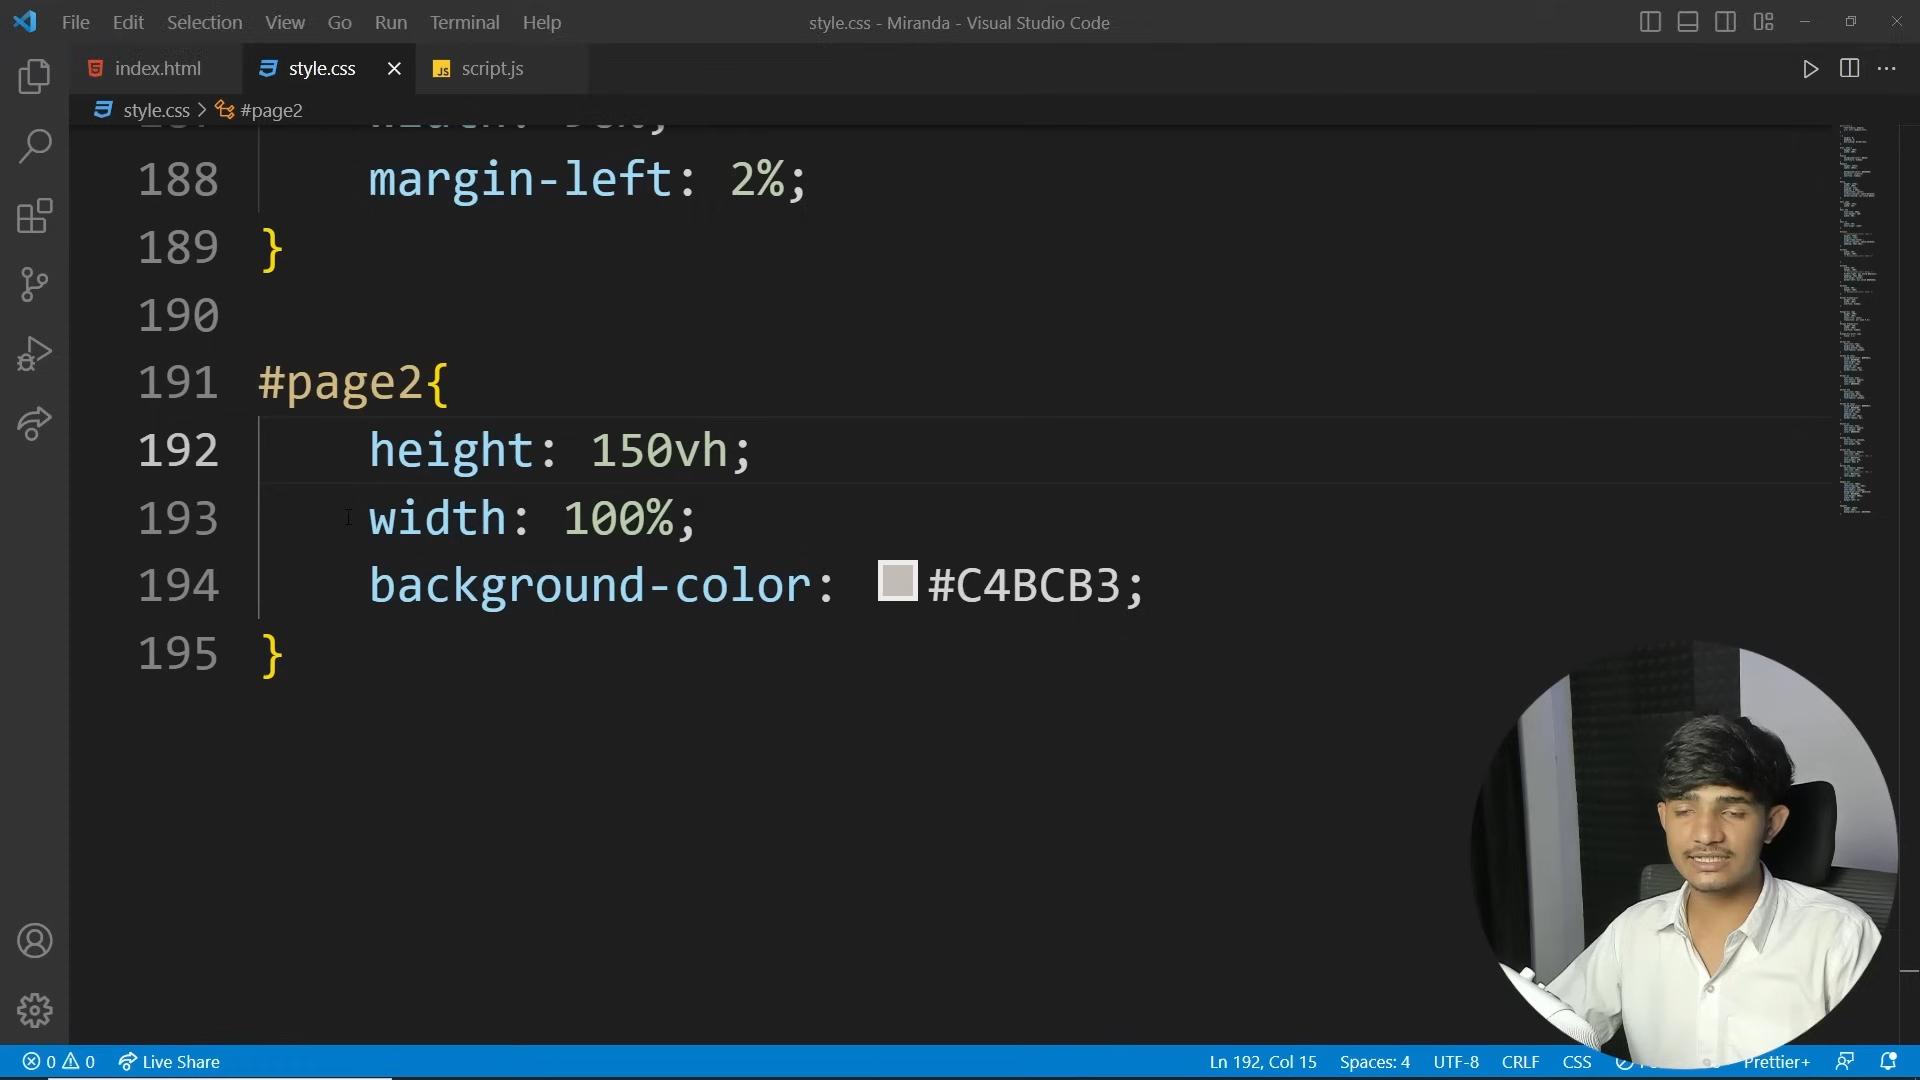 File Edit Selection View Go Run Terminal Help
style.css - Miranda - Visual Studio Code
index.html
style.css
script.js
style.css > #page2
188 margin-left: 2%;
189 }
190
191 #page2{
192 height: 150vh;
193 width: 100%;
194 background-color: #C4BCB3;
195 }
0 0 Live Share
Ln 192, Col 15 Spaces: 4 UTF-8 CRLF CSS Prettier+